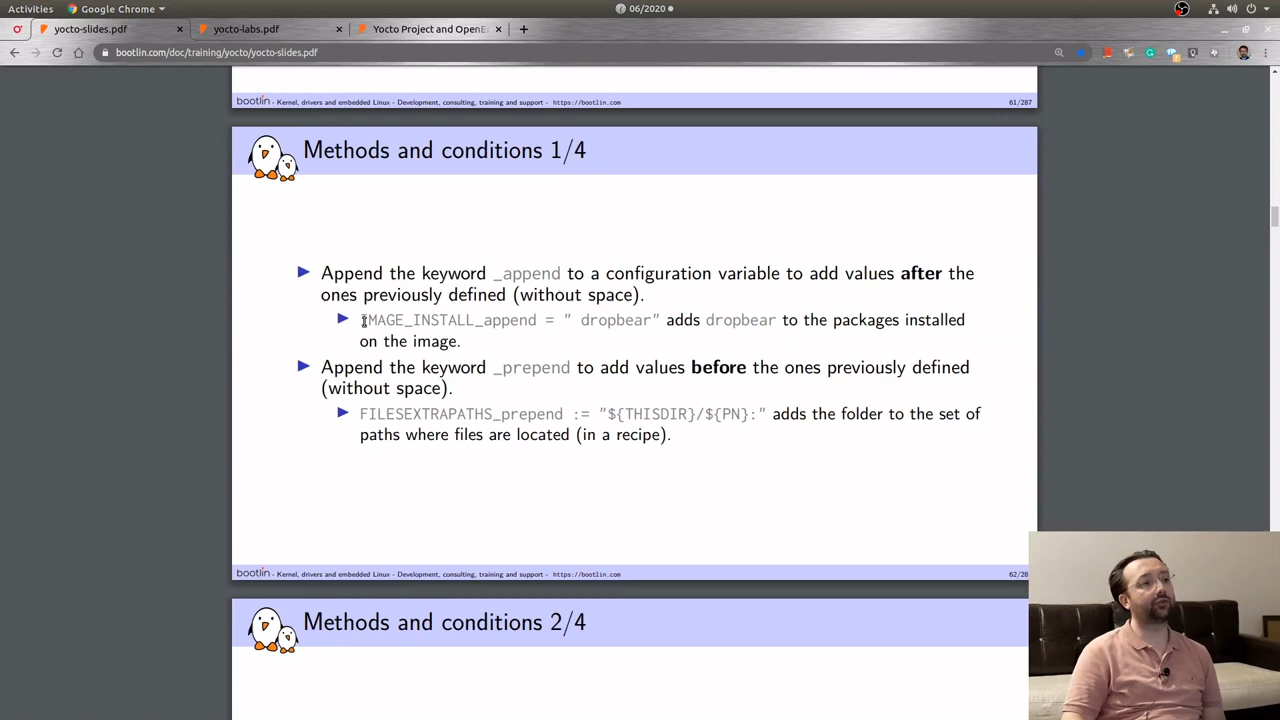 Activities
Google Chrome
06/2020
yocto-slides.pdf
yocto-labs.pdf
Yocto Project and OpenE
bootlin.com/doc/training/yocto/yocto-slides.pdf
bootlin - Kernel, drivers and embedded Linux - Development, consulting, training and support - https://bootlin.com
61/287
Methods and conditions 1/4
Append the keyword _append to a configuration variable to add values after the
ones previously defined (without space).
IMAGE_INSTALL_append = " dropbear" adds dropbear to the packages installed
on the image.
Append the keyword _prepend to add values before the ones previously defined
(without space).
FILESEXTRAPATHS_prepend := "${THISDIR}/${PN}:" adds the folder to the set of
paths where files are located (in a recipe).
bootlin - Kernel, drivers and embedded Linux - Development, consulting, training and support - https://bootlin.com
62/28
Methods and conditions 2/4